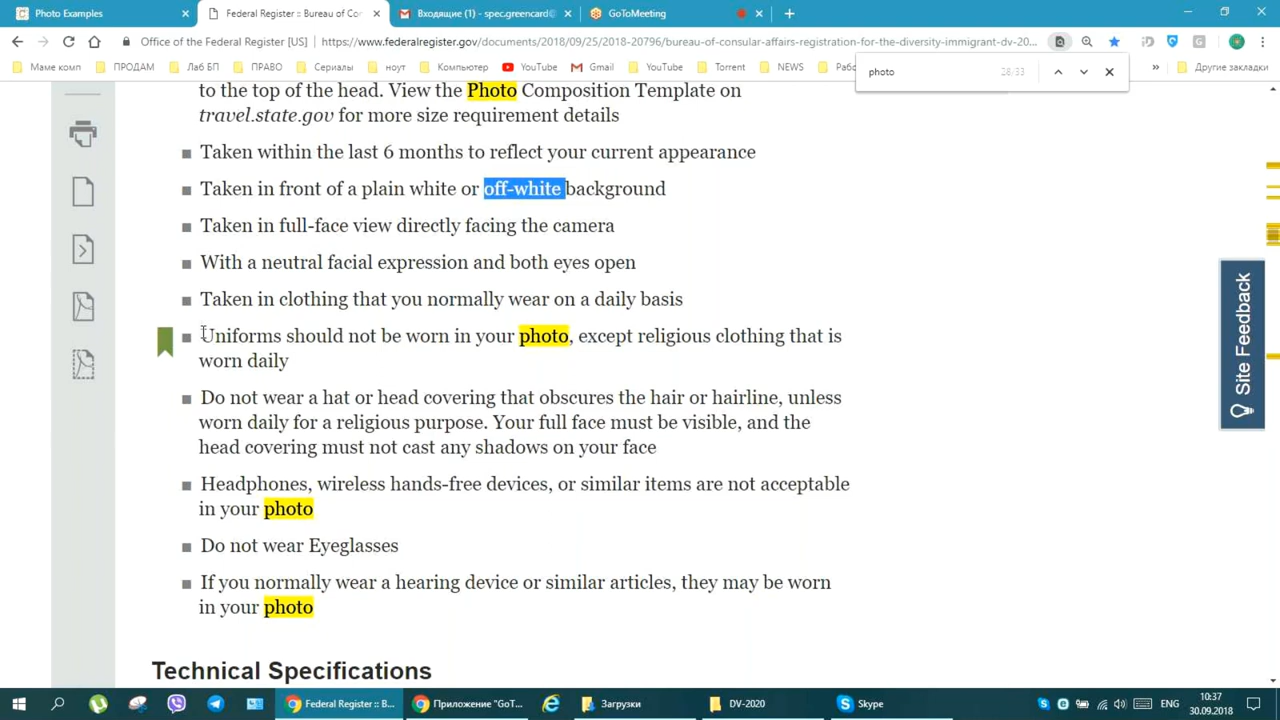 Photo Examples
Federal Register :: Bureau of Cor
Входящие (1) - spec.greencard@
GoToMeeting
Office of the Federal Register [US] | https://www.federalregister.gov/documents/2018/09/25/2018-20796/bureau-of-consular-affairs-registration-for-the-diversity-immigrant-dv-20...
Маме комп ПРОДАМ Лаб БП ПРАВО Сериалы ноут Компьютер YouTube Gmail YouTube Torrent NEWS Раб » Другие закладки
photo 28/33
to the top of the head. View the Photo Composition Template on
travel.state.gov for more size requirement details
Taken within the last 6 months to reflect your current appearance
Taken in front of a plain white or off-white background
Taken in full-face view directly facing the camera
With a neutral facial expression and both eyes open
Taken in clothing that you normally wear on a daily basis
Uniforms should not be worn in your photo, except religious clothing that is
worn daily
Do not wear a hat or head covering that obscures the hair or hairline, unless
worn daily for a religious purpose. Your full face must be visible, and the
head covering must not cast any shadows on your face
Headphones, wireless hands-free devices, or similar items are not acceptable
in your photo
Do not wear Eyeglasses
If you normally wear a hearing device or similar articles, they may be worn
in your photo
Technical Specifications
Site Feedback
Federal Register :: B...
Приложение "GoT...
Загрузки
DV-2020
Skype
ENG
10:37
30.09.2018